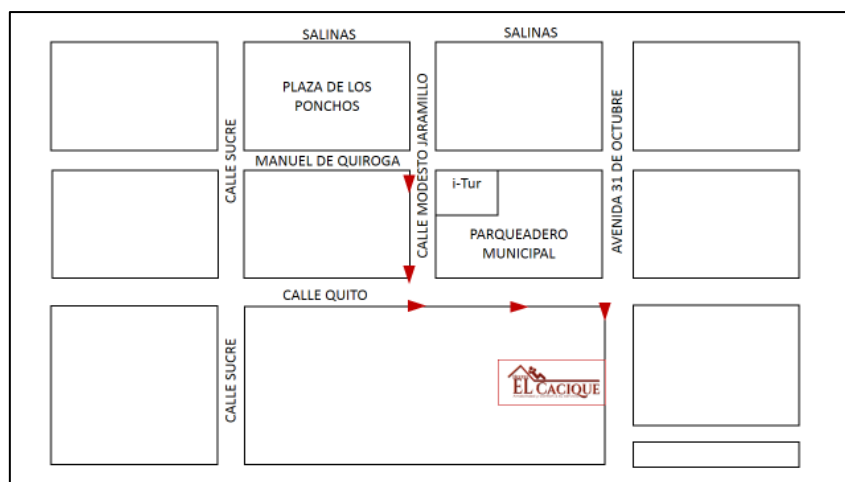 SALINAS
SALINAS
PLAZA DE LOS
PONCHOS
CALLE SUCRE
CALLE MODESTO JARAMILLO
AVENIDA 31 DE OCTUBRE
MANUEL DE QUIROGA
i-Tur
PARQUEADERO
MUNICIPAL
CALLE QUITO
CALLE SUCRE
EL CACIQUE